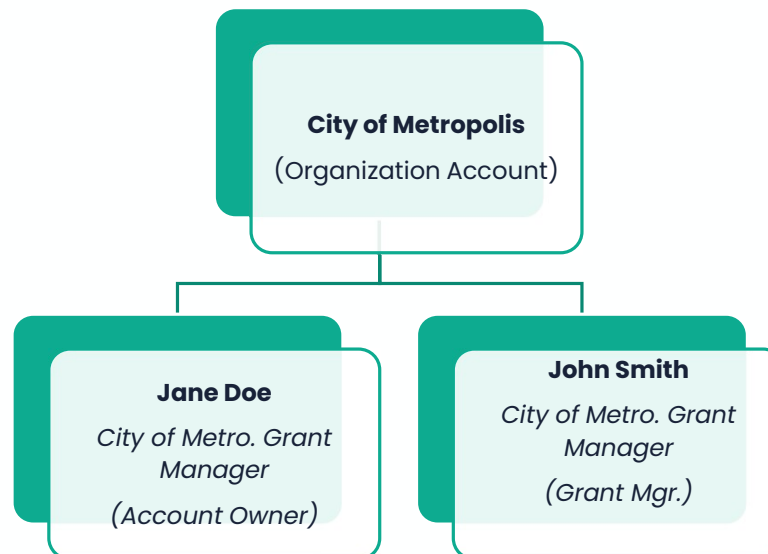 City of Metropolis
(Organization Account)
Jane Doe
City of Metro. Grant
Manager
(Account Owner)
John Smith
City of Metro. Grant
Manager
(Grant Mgr.)